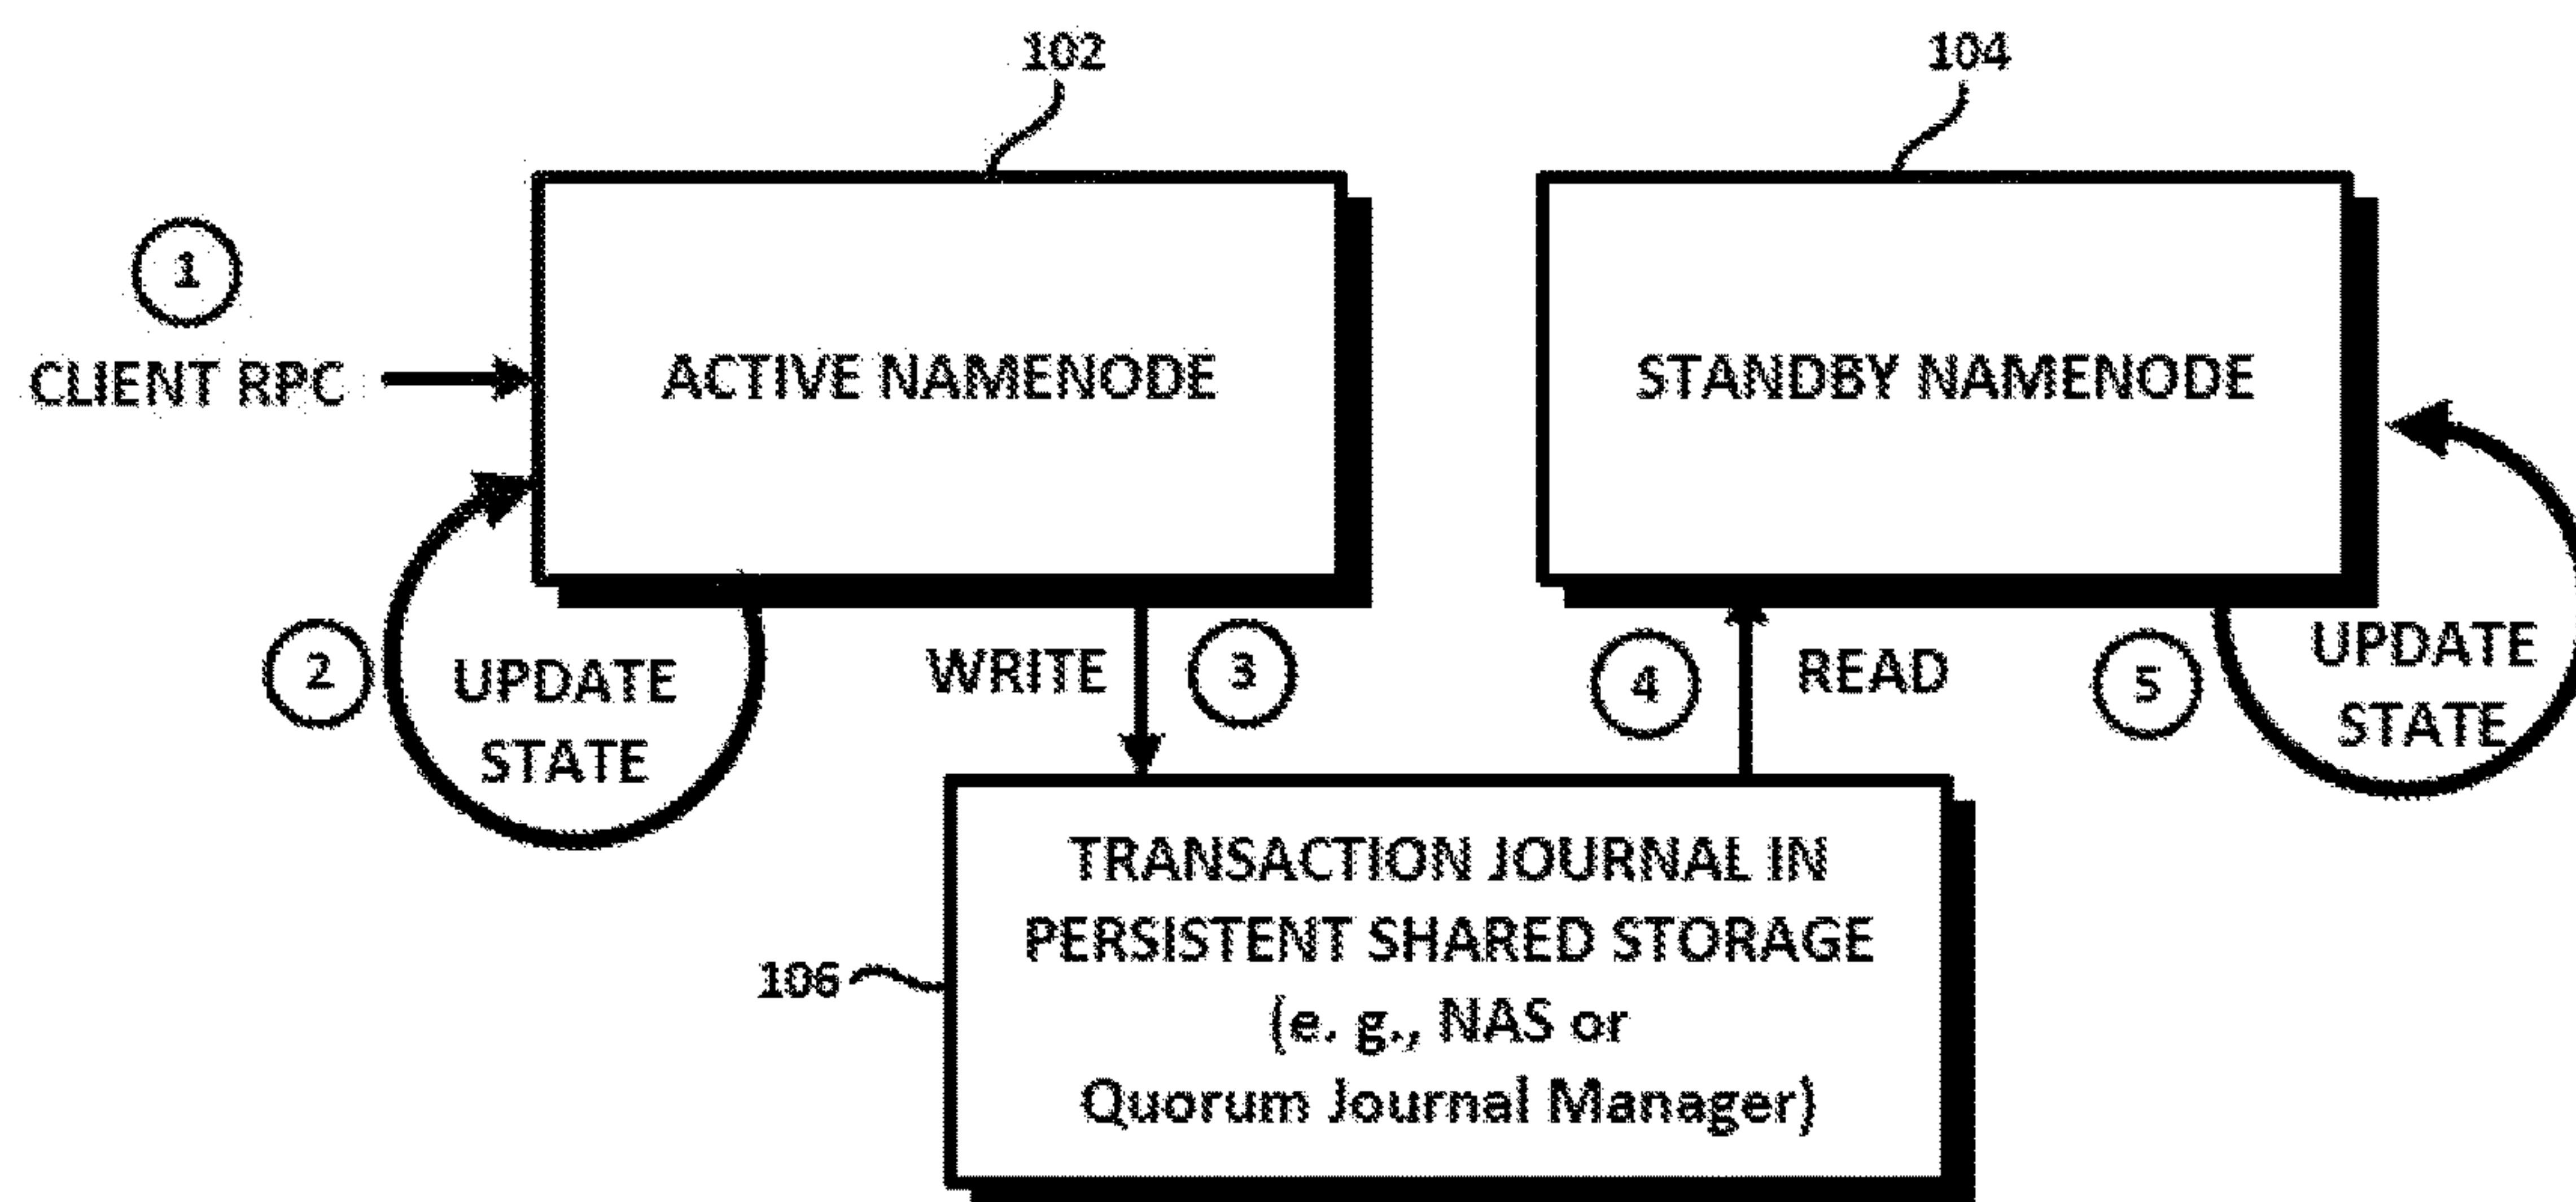 102
104
1
CLIENT RPC
ACTIVE NAMENODE
STANDBY NAMENODE
2
UPDATE
STATE
WRITE
3
4
READ
5
UPDATE
STATE
106
TRANSACTION JOURNAL IN
PERSISTENT SHARED STORAGE
(e. g., NAS or
Quorum Journal Manager)